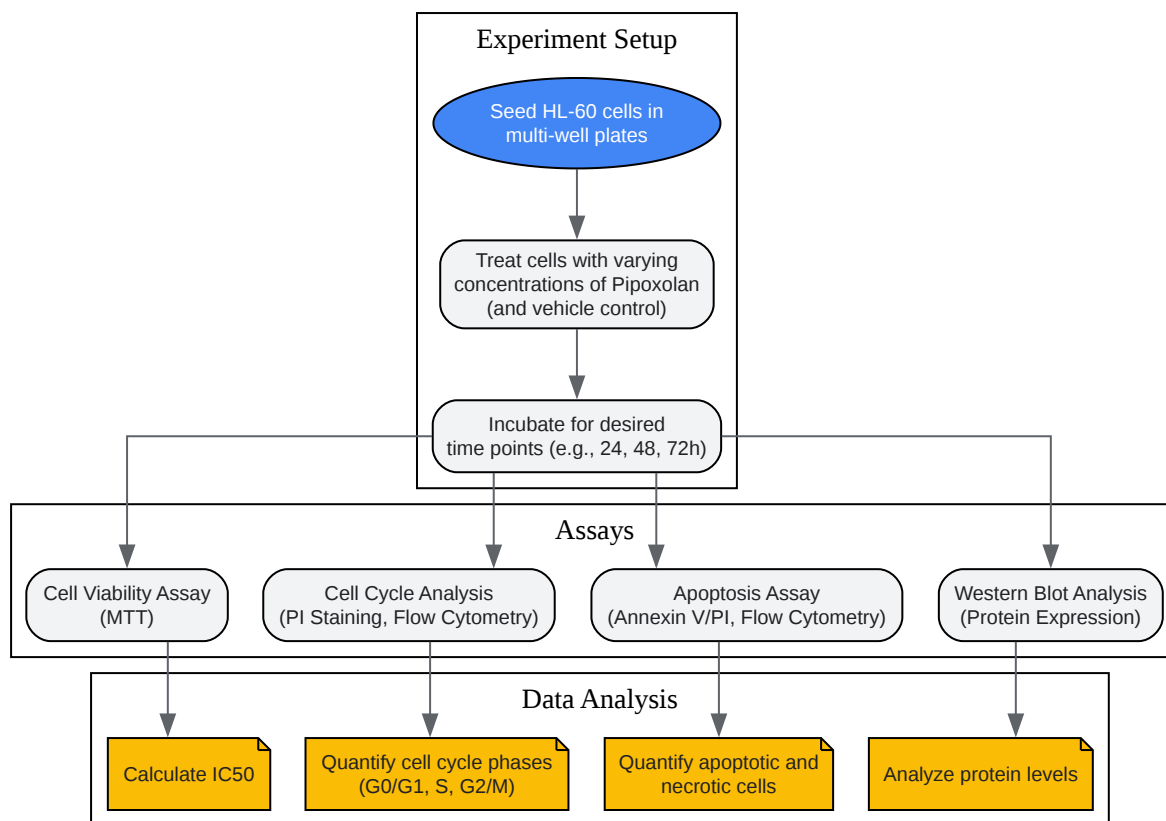 Experiment Setup
Seed HL-60 cells in
multi-well plates
Treat cells with varying
concentrations of Pipoxolan
(and vehicle control)
Incubate for desired
time points (e.g., 24, 48, 72h)
Assays
Cell Viability Assay
(MTT)
Cell Cycle Analysis
(PI Staining, Flow Cytometry)
Apoptosis Assay
(Annexin V/PI, Flow Cytometry)
Western Blot Analysis
(Protein Expression)
Data Analysis
Calculate IC50
Quantify cell cycle phases
(G0/G1, S, G2/M)
Quantify apoptotic and
necrotic cells
Analyze protein levels